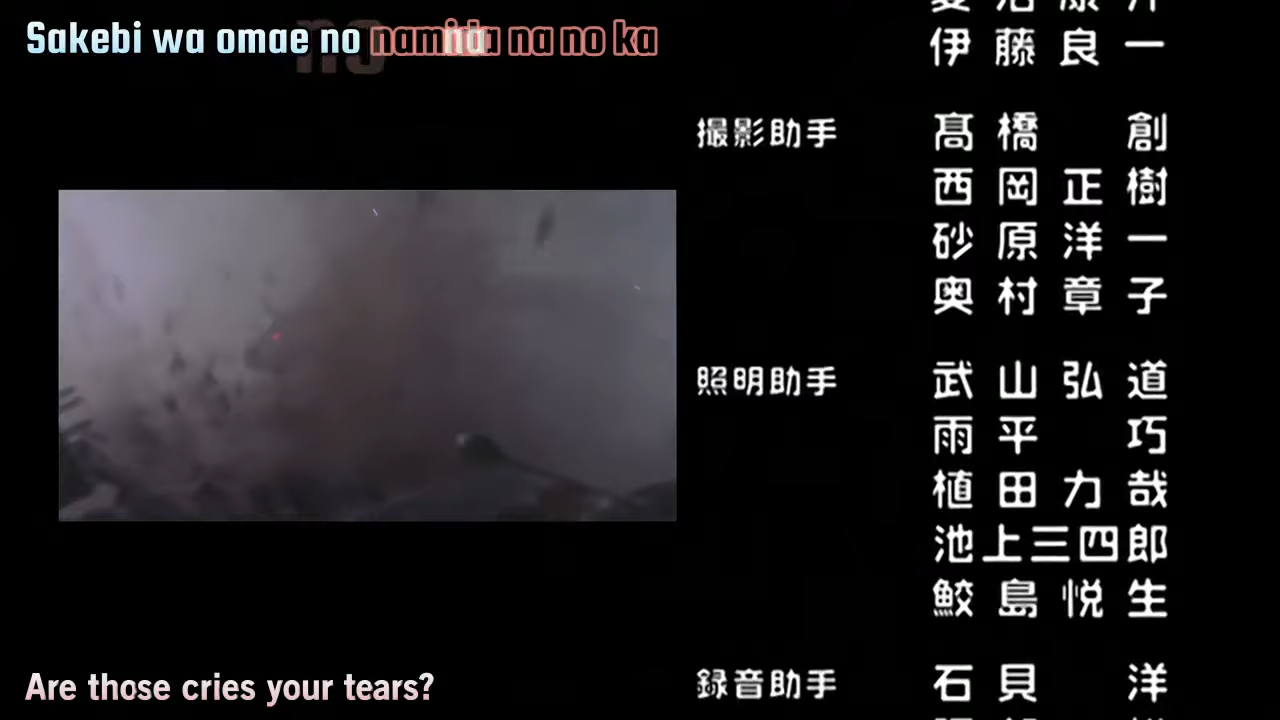 Sakebi wa omae no namida na no ka
no
伊藤良一
撮影助手 髙橋 創
西岡正樹
砂原洋一
奥村章子
照明助手 武山弘道
雨平 巧
植田力哉
池上三四郎
鮫島悦生
録音助手 石貝 洋
Are those cries your tears?